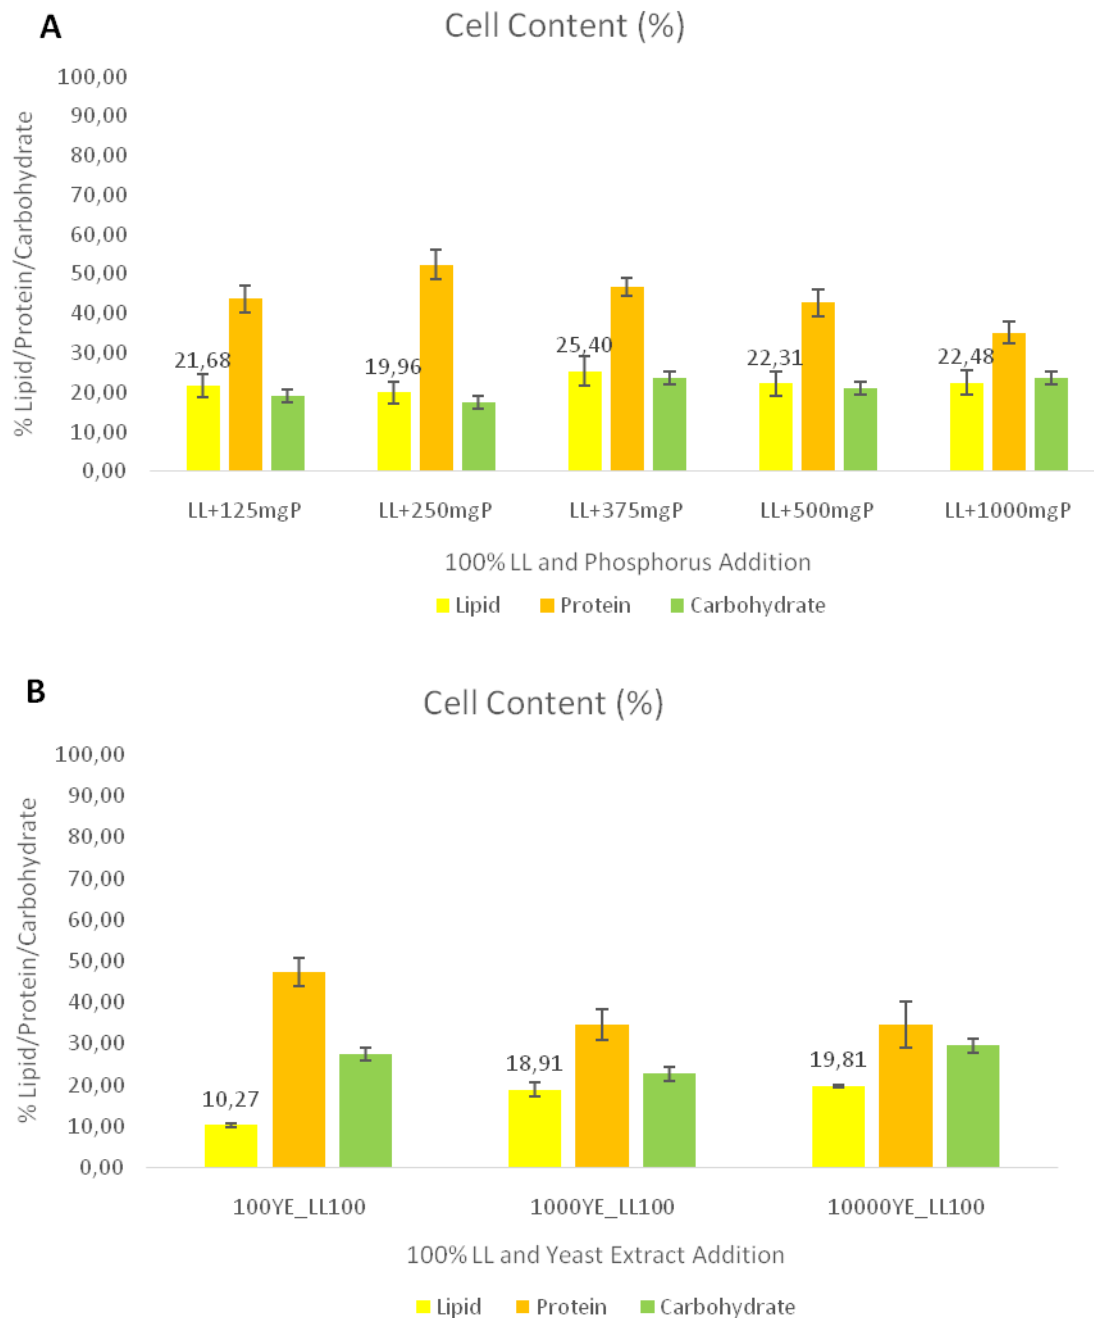 A
Cell Content (%)
% Lipid/Protein/Carbohydrate
100,00
90,00
80,00
70,00
60,00
50,00
40,00
30,00
20,00
10,00
0,00
21,68
19,96
25,40
22,31
22,48
LL+125mgP LL+250mgP LL+375mgP LL+500mgP LL+1000mgP
100% LL and Phosphorus Addition
Lipid Protein Carbohydrate
B
Cell Content (%)
% Lipid/Protein/Carbohydrate
100,00
90,00
80,00
70,00
60,00
50,00
40,00
30,00
20,00
10,00
0,00
10,27
18,91
19,81
100YE_LL100 1000YE_LL100 10000YE_LL100
100% LL and Yeast Extract Addition
Lipid Protein Carbohydrate